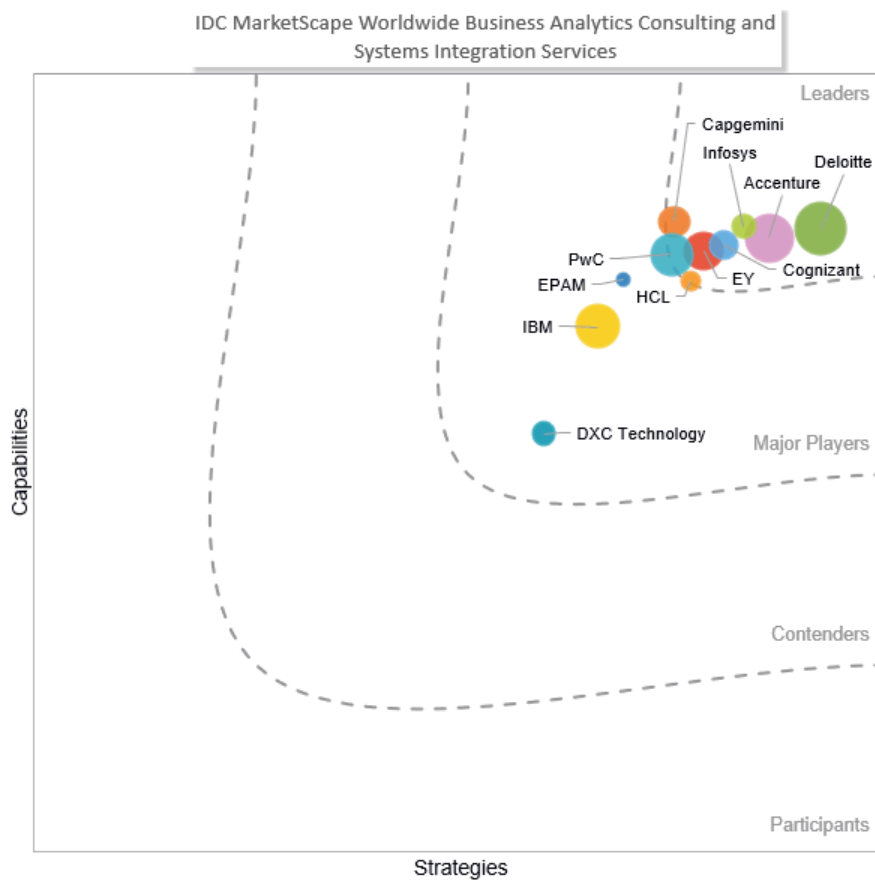 IDC MarketScape Worldwide Business Analytics Consulting and
Systems Integration Services
Leaders
Capgemini
Infosys
Deloitte
Accenture
PwC
Cognizant
EY
EPAM
HCL
IBM
DXC Technology
Major Players
Capabilities
Contenders
Participants
Strategies